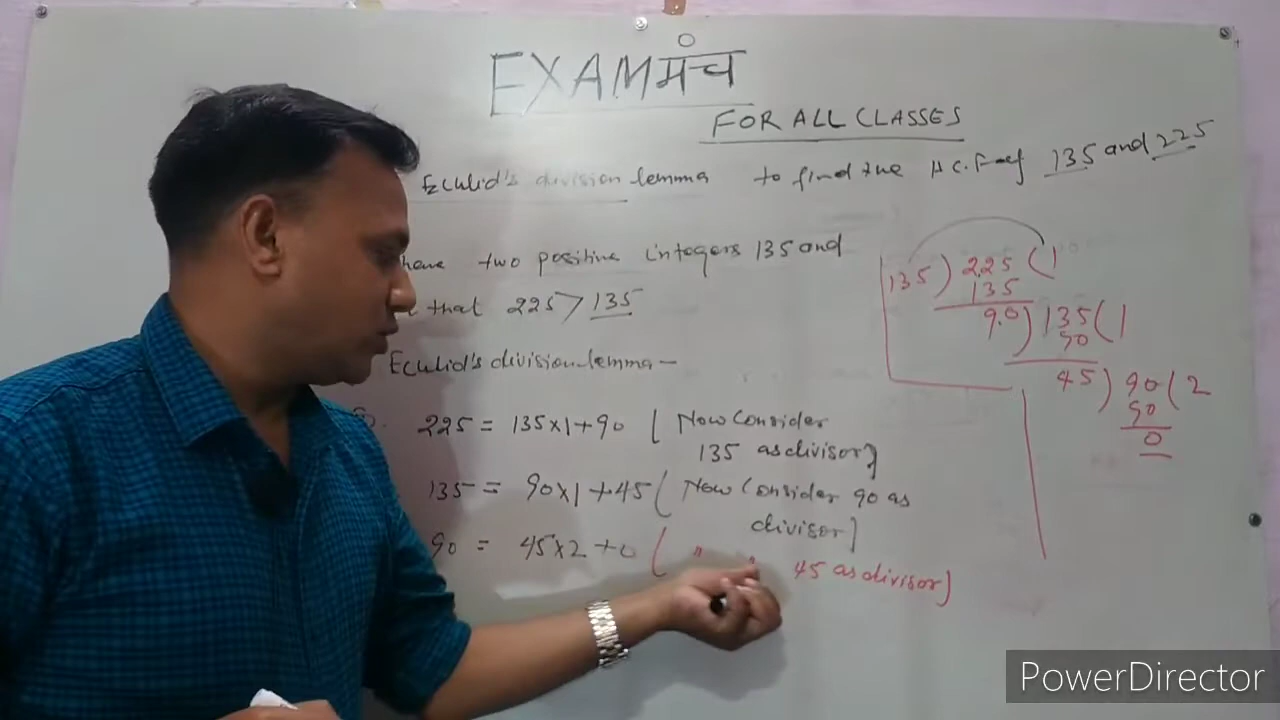 EXAMमंच
FOR ALL CLASSES
Eculid's division lemma to find the H.C.F of 135 and 225
have two positive integers 135 and
that 225 > 135
Eculid's division lemma —
225 = 135×1+90 [Now Consider
135 as divisor]
135 = 90×1+45 [Now Consider 90 as
divisor]
90 = 45×2+0 [ " " 45 as divisor]
135) 225 (1
135
90) 135 (1
90
45) 90 (2
90
0
PowerDirector